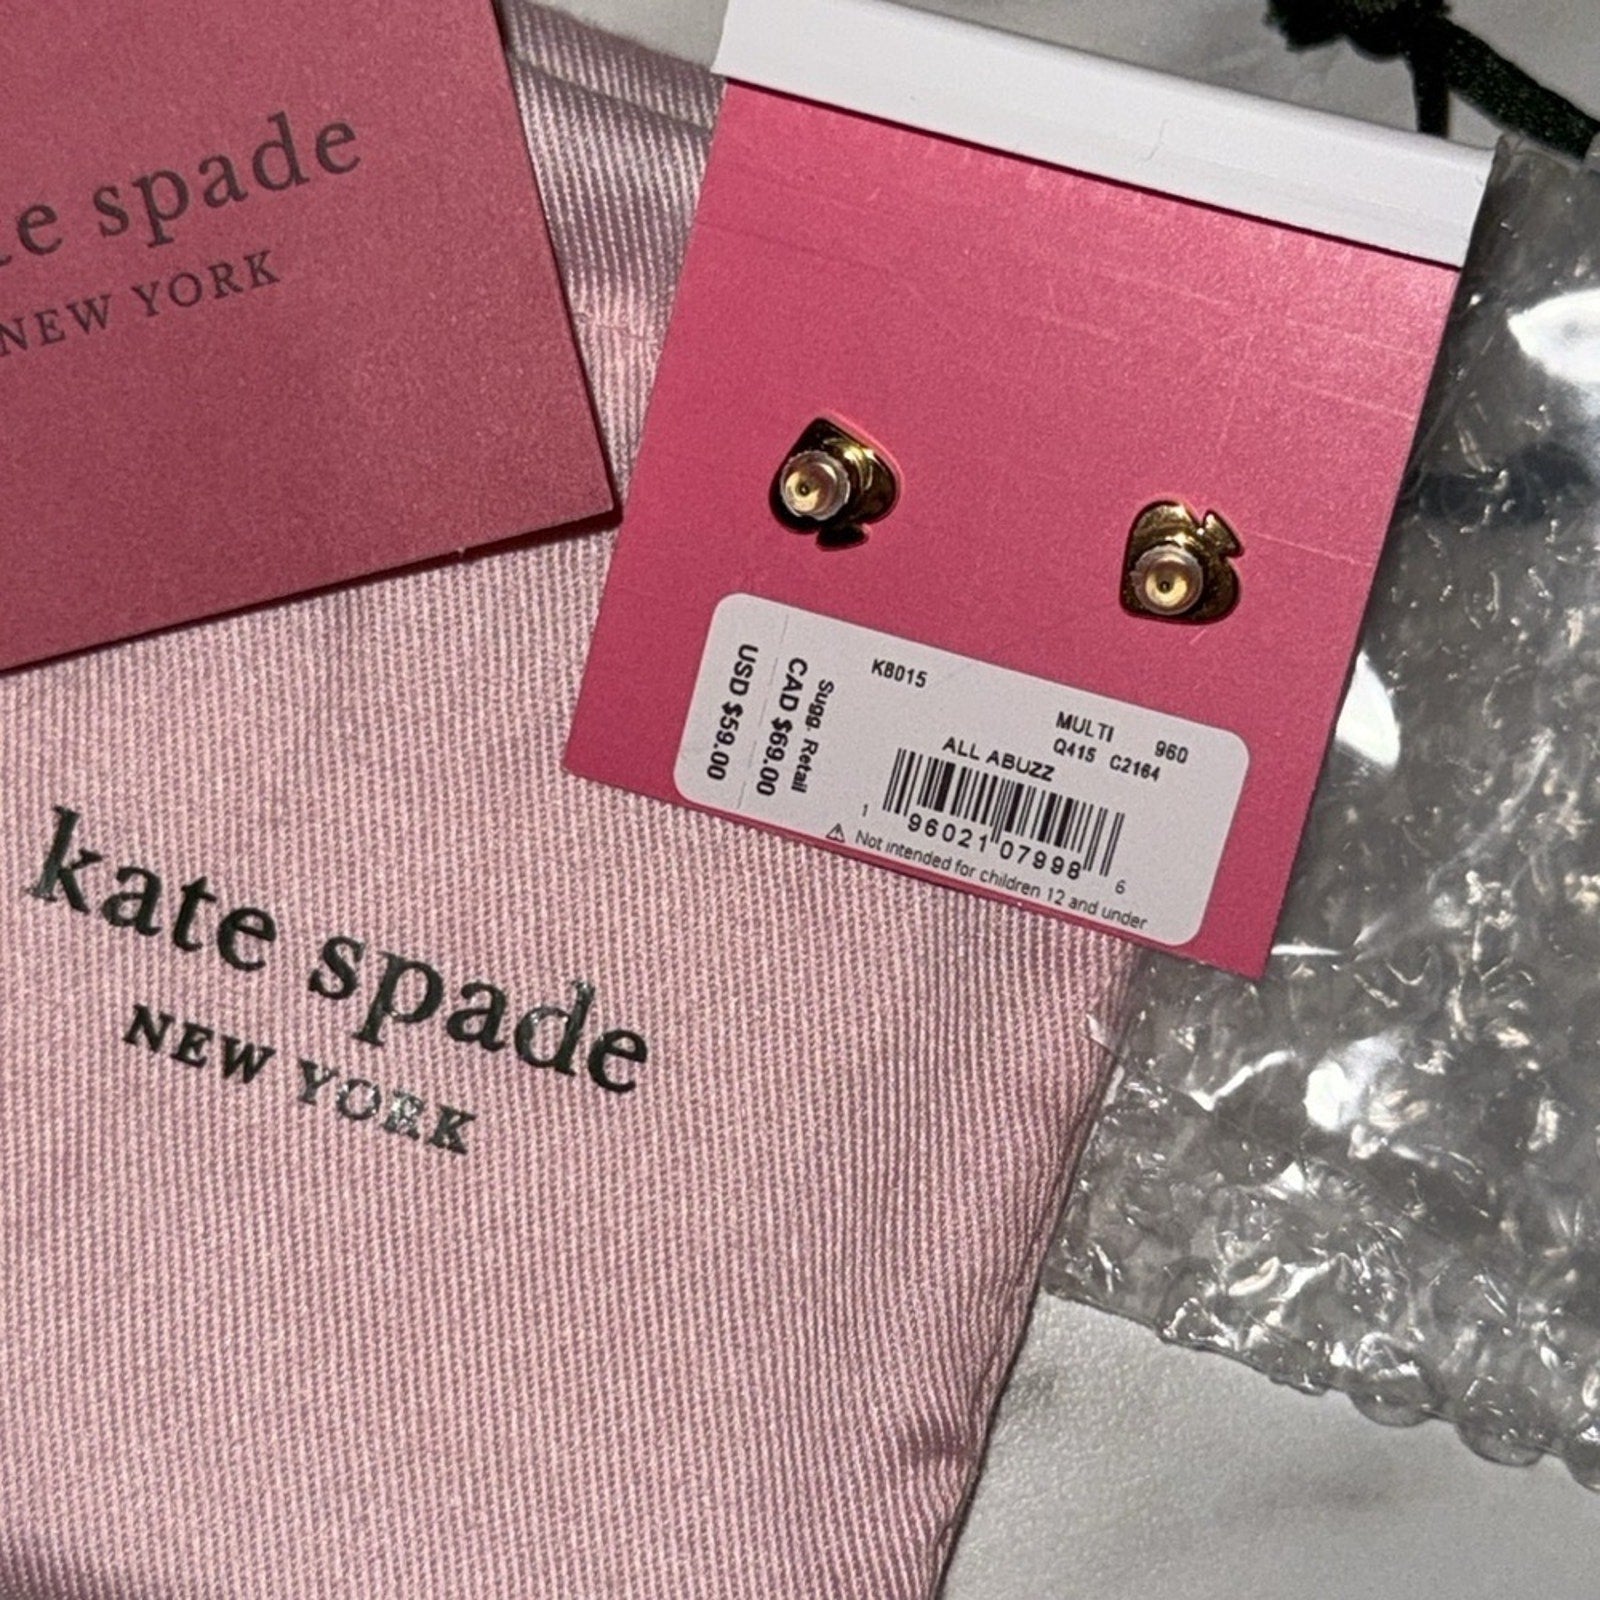 te spade
NEW YORK
K8015
MULTI 960
Q415 C2164
ALL ABUZZ
1 96021 07998 6
⚠ Not intended for children 12 and under
Sugg. Retail
CAD $69.00
USD $59.00
kate spade
NEW YORK